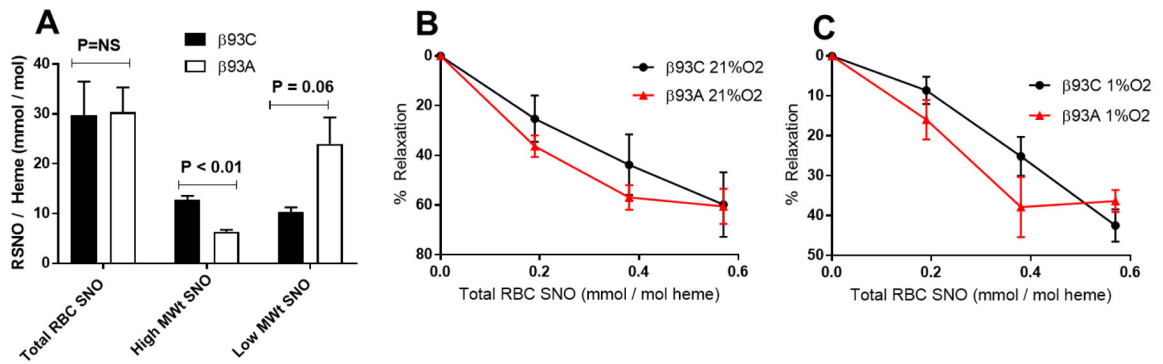 A
RSNO / Heme (mmol / mol)
40
30
20
10
0
P=NS
P < 0.01
P = 0.06
β93C
β93A
Total RBC SNO
High MWt SNO
Low MWt SNO
B
% Relaxation
0
20
40
60
80
0.0
0.2
0.4
0.6
β93C 21%O2
β93A 21%O2
Total RBC SNO (mmol / mol heme)
C
% Relaxation
0
10
20
30
40
50
0.0
0.2
0.4
0.6
β93C 1%O2
β93A 1%O2
Total RBC SNO (mmol / mol heme)